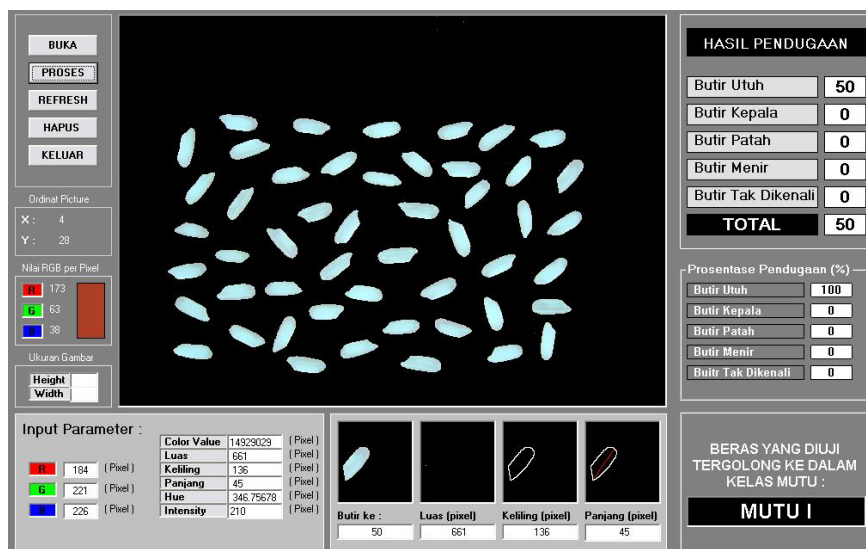 BUKA
PROSES
REFRESH
HAPUS
KELUAR
Ordinat Picture
X : 4
Y : 28
Nilai RGB per Pixel
R 173
G 63
B 38
Ukuran Gambar
Height
Width
HASIL PENDUGAAN
Butir Utuh 50
Butir Kepala 0
Butir Patah 0
Butir Menir 0
Butir Tak Dikenali 0
TOTAL 50
Prosentase Pendugaan (%)
Butir Utuh 100
Butir Kepala 0
Butir Patah 0
Butir Menir 0
Buitr Tak Dikenali 0
Input Parameter :
R 184 (Pixel)
G 221 (Pixel)
B 226 (Pixel)
Color Value 14929029 (Pixel)
Luas 661 (Pixel)
Keliling 136 (Pixel)
Panjang 45 (Pixel)
Hue 346.75678 (Pixel)
Intensity 210 (Pixel)
Butir ke : Luas (pixel) Keliling (pixel) Panjang (pixel)
50 661 136 45
BERAS YANG DIUJI
TERGOLONG KE DALAM
KELAS MUTU :
MUTU I